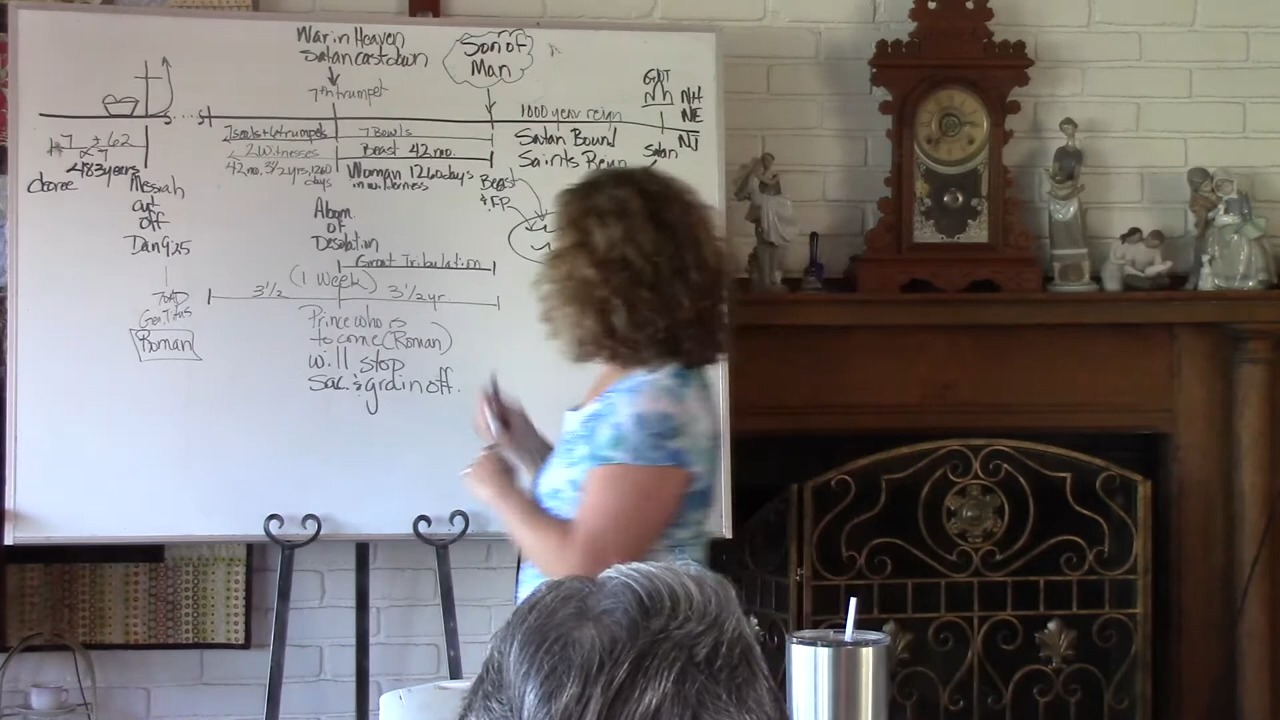 War in Heaven
Satan cast down
7th trumpet
Son of
Man
1000 year reign
GWT
NH
NE
NJ
7 + 62
483 years
decree
Messiah
cut
off
Dan 9:25
70AD
Gen. Titus
Roman
7 seals + 6 trumpets
2 Witnesses
42 mo, 3 1/2 yrs, 1260
days
7 Bowls
Beast 42 mo.
Woman 1260 days
in wilderness
Satan Bound
Saints Reign
Satan
Beast
& FP
Abom.
of
Desolation
Great Tribulation
(1 week)
3 1/2
3 1/2 yr.
Prince who is
to come (Roman)
will stop
sac. & grain off.